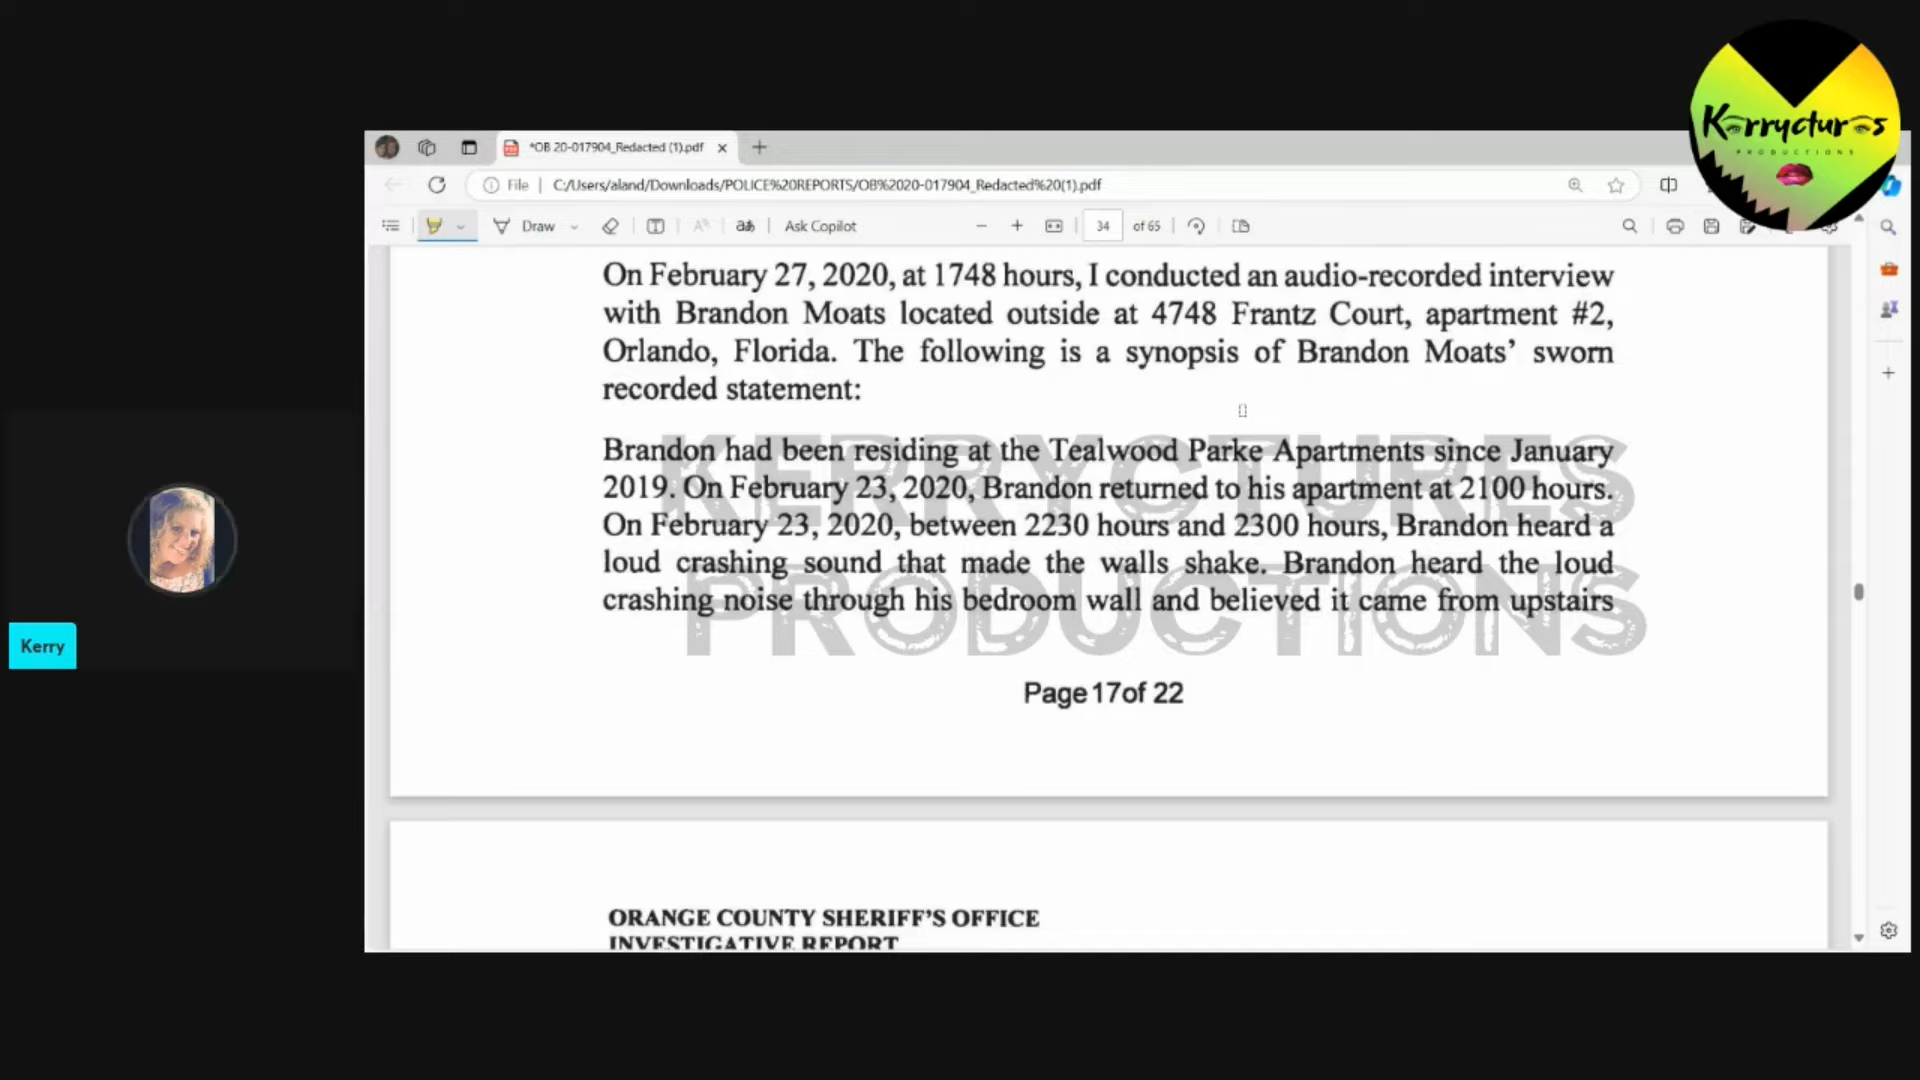 Kerryctures
PRODUCTIONS
*OB 20-017904_Redacted (1).pdf
File
C:/Users/aland/Downloads/POLICE%20REPORTS/OB%2020-017904_Redacted%20(1).pdf
Draw
Ask Copilot
34 of 65
On February 27, 2020, at 1748 hours, I conducted an audio-recorded interview
with Brandon Moats located outside at 4748 Frantz Court, apartment #2,
Orlando, Florida. The following is a synopsis of Brandon Moats’ sworn
recorded statement:
Brandon had been residing at the Tealwood Parke Apartments since January
2019. On February 23, 2020, Brandon returned to his apartment at 2100 hours.
On February 23, 2020, between 2230 hours and 2300 hours, Brandon heard a
loud crashing sound that made the walls shake. Brandon heard the loud
crashing noise through his bedroom wall and believed it came from upstairs
KERRYCTURES
PRODUCTIONS
Page 17of 22
ORANGE COUNTY SHERIFF’S OFFICE
INVESTIGATIVE REPORT
Kerry